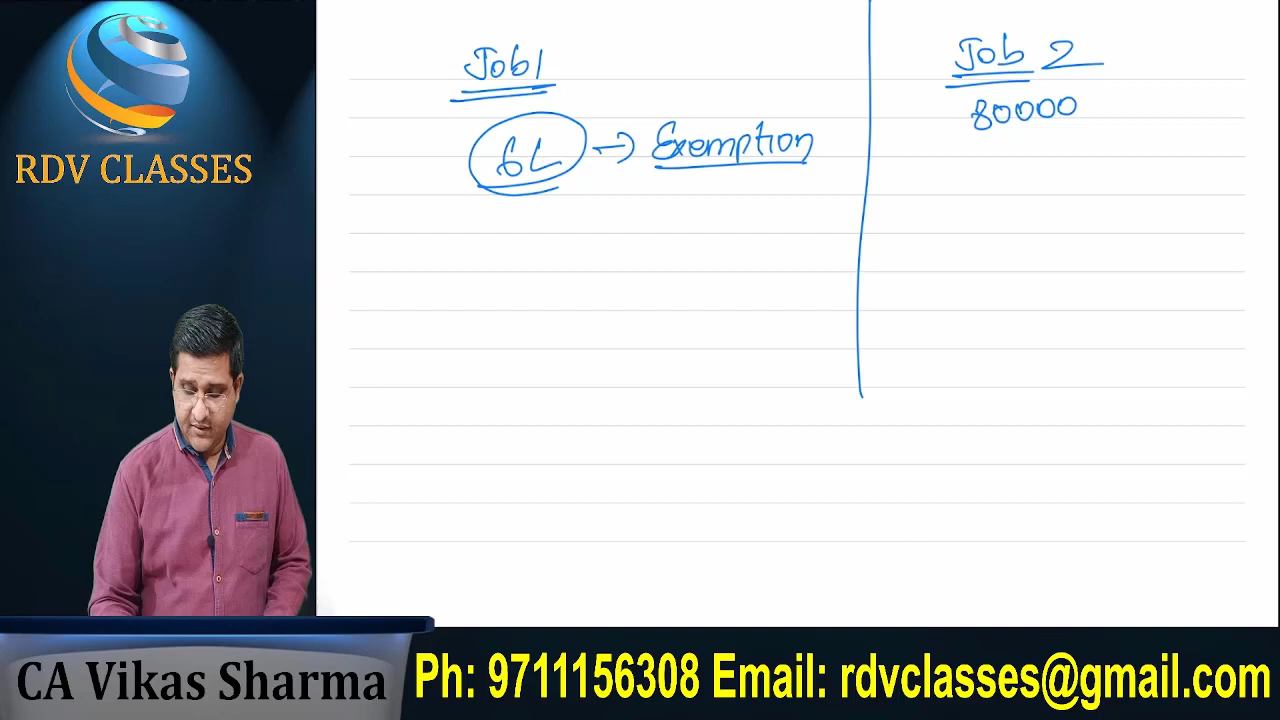 RDV CLASSES
Job1
6L → Exemption
Job 2
80000
CA Vikas Sharma
Ph: 9711156308 Email: rdvclasses@gmail.com